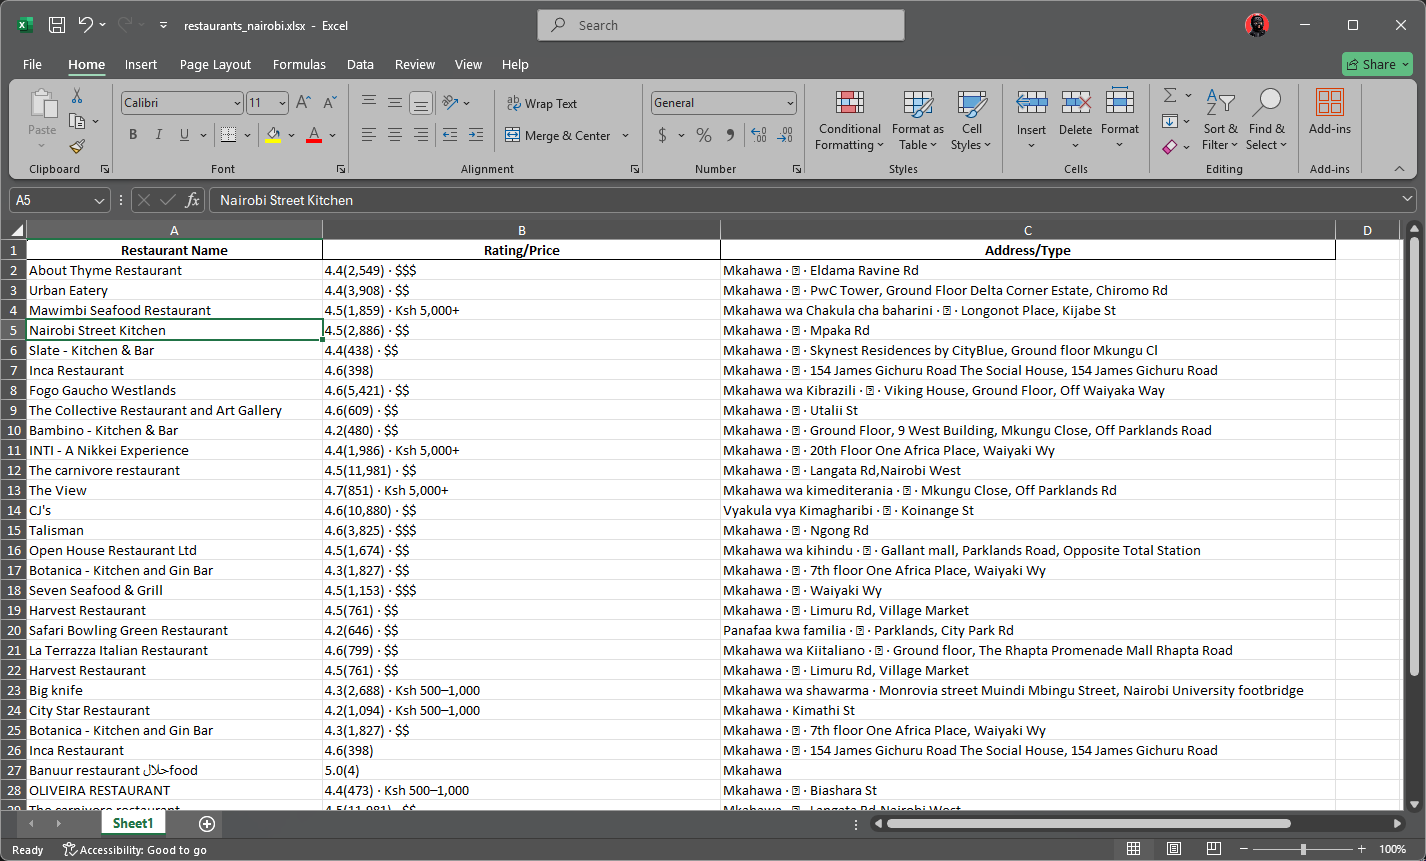 restaurants_nairobi.xlsx - Excel
Search
File Home Insert Page Layout Formulas Data Review View Help Share
Paste
Clipboard
Calibri 11
B I U
Font
Wrap Text
Merge & Center
Alignment
General
$ %
Number
Conditional Formatting
Format as Table
Cell Styles
Styles
Insert Delete Format
Cells
Sort & Filter
Find & Select
Editing
Add-ins
Add-ins
A5 fx Nairobi Street Kitchen
A B C D
1 Restaurant Name Rating/Price Address/Type
2 About Thyme Restaurant 4.4(2,549) · $$$ Mkahawa · · Eldama Ravine Rd
3 Urban Eatery 4.4(3,908) · $$ Mkahawa · · PwC Tower, Ground Floor Delta Corner Estate, Chiromo Rd
4 Mawimbi Seafood Restaurant 4.5(1,859) · Ksh 5,000+ Mkahawa wa Chakula cha baharini · · Longonot Place, Kijabe St
5 Nairobi Street Kitchen 4.5(2,886) · $$ Mkahawa · · Mpaka Rd
6 Slate - Kitchen & Bar 4.4(438) · $$ Mkahawa · · Skynest Residences by CityBlue, Ground floor Mkungu Cl
7 Inca Restaurant 4.6(398) Mkahawa · · 154 James Gichuru Road The Social House, 154 James Gichuru Road
8 Fogo Gaucho Westlands 4.6(5,421) · $$ Mkahawa wa Kibrazili · · Viking House, Ground Floor, Off Waiyaka Way
9 The Collective Restaurant and Art Gallery 4.6(609) · $$ Mkahawa · · Utalii St
10 Bambino - Kitchen & Bar 4.2(480) · $$ Mkahawa · · Ground Floor, 9 West Building, Mkungu Close, Off Parklands Road
11 INTI - A Nikkei Experience 4.4(1,986) · Ksh 5,000+ Mkahawa · · 20th Floor One Africa Place, Waiyaki Wy
12 The carnivore restaurant 4.5(11,981) · $$ Mkahawa · · Langata Rd,Nairobi West
13 The View 4.7(851) · Ksh 5,000+ Mkahawa wa kimediterania · · Mkungu Close, Off Parklands Rd
14 CJ's 4.6(10,880) · $$ Vyakula vya Kimagharibi · · Koinange St
15 Talisman 4.6(3,825) · $$$ Mkahawa · · Ngong Rd
16 Open House Restaurant Ltd 4.5(1,674) · $$ Mkahawa wa kihindu · · Gallant mall, Parklands Road, Opposite Total Station
17 Botanica - Kitchen and Gin Bar 4.3(1,827) · $$ Mkahawa · · 7th floor One Africa Place, Waiyaki Wy
18 Seven Seafood & Grill 4.5(1,153) · $$$ Mkahawa · · Waiyaki Wy
19 Harvest Restaurant 4.5(761) · $$ Mkahawa · · Limuru Rd, Village Market
20 Safari Bowling Green Restaurant 4.2(646) · $$ Panafaa kwa familia · · Parklands, City Park Rd
21 La Terrazza Italian Restaurant 4.6(799) · $$ Mkahawa wa Kiitaliano · · Ground floor, The Rhapta Promenade Mall Rhapta Road
22 Harvest Restaurant 4.5(761) · $$ Mkahawa · · Limuru Rd, Village Market
23 Big knife 4.3(2,688) · Ksh 500–1,000 Mkahawa wa shawarma · Monrovia street Muindi Mbingu Street, Nairobi University footbridge
24 City Star Restaurant 4.2(1,094) · Ksh 500–1,000 Mkahawa · Kimathi St
25 Botanica - Kitchen and Gin Bar 4.3(1,827) · $$ Mkahawa · · 7th floor One Africa Place, Waiyaki Wy
26 Inca Restaurant 4.6(398) Mkahawa · · 154 James Gichuru Road The Social House, 154 James Gichuru Road
27 Banuur restaurant حلالfood 5.0(4) Mkahawa
28 OLIVEIRA RESTAURANT 4.4(473) · Ksh 500–1,000 Mkahawa · · Biashara St
29 The carnivore restaurant 4.5(11,981) · $$ Mkahawa · · Langata Rd,Nairobi West
Sheet1
Ready Accessibility: Good to go 100%